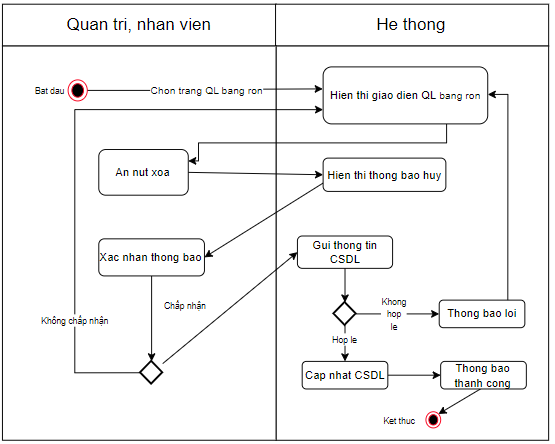 Quan tri, nhan vien
He thong
Bat dau
Chon trang QL bang ron
Hien thi giao dien QL bang ron
An nut xoa
Hien thi thong bao huy
Xac nhan thong bao
Gui thong tin
CSDL
Chấp nhận
Không chấp nhận
Khong
hop
le
Thong bao loi
Hop le
Cap nhat CSDL
Thong bao
thanh cong
Ket thuc